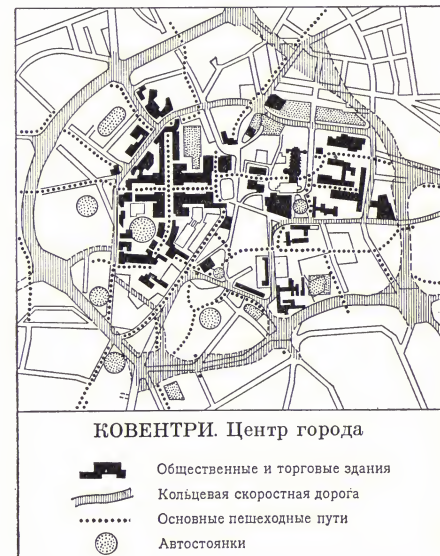 КОВЕНТРИ. Центр города
Общественные и торговые здания
Кольцевая скоростная дорога
Основные пешеходные пути
Автостоянки